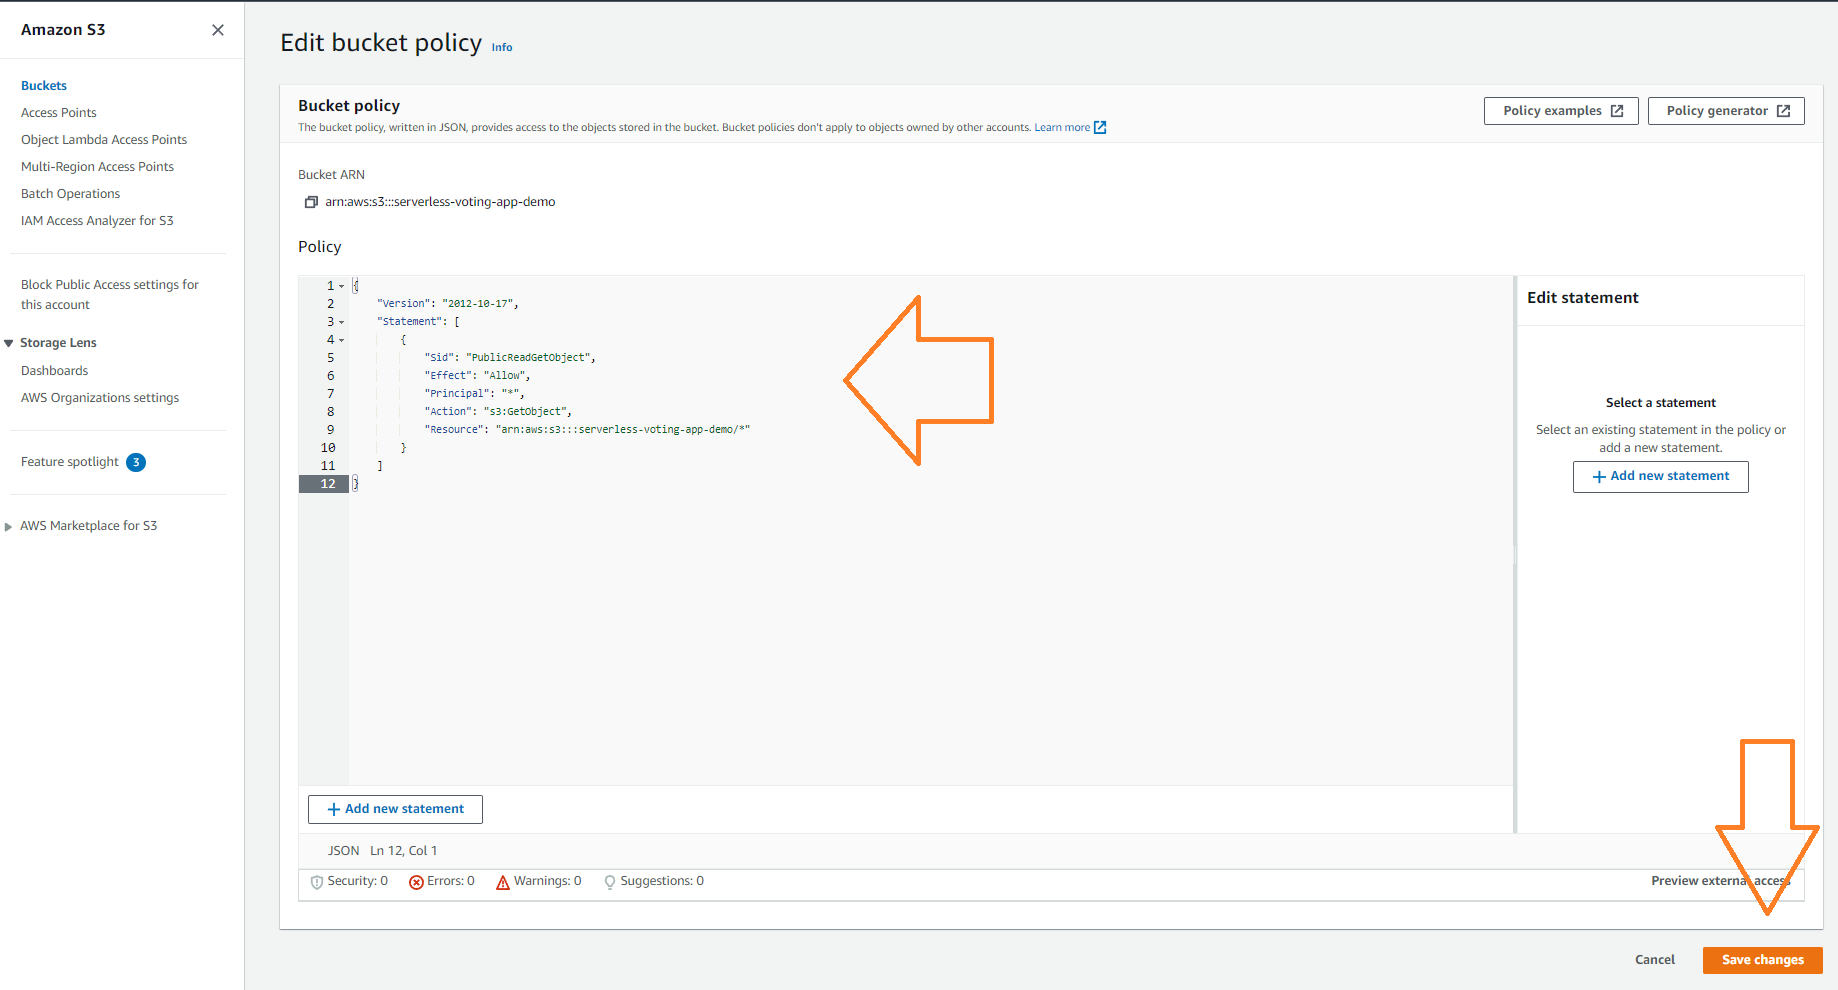 Amazon S3
Buckets
Access Points
Object Lambda Access Points
Multi-Region Access Points
Batch Operations
IAM Access Analyzer for S3
Block Public Access settings for
this account
Storage Lens
Dashboards
AWS Organizations settings
Feature spotlight 3
AWS Marketplace for S3
Edit bucket policy Info
Bucket policy
The bucket policy, written in JSON, provides access to the objects stored in the bucket. Bucket policies don't apply to objects owned by other accounts. Learn more
Policy examples
Policy generator
Bucket ARN
arn:aws:s3:::serverless-voting-app-demo
Policy
1 {
2 "Version": "2012-10-17",
3 "Statement": [
4 {
5 "Sid": "PublicReadGetObject",
6 "Effect": "Allow",
7 "Principal": "*",
8 "Action": "s3:GetObject",
9 "Resource": "arn:aws:s3:::serverless-voting-app-demo/*"
10 }
11 ]
12 }
Edit statement
Select a statement
Select an existing statement in the policy or
add a new statement.
+ Add new statement
+ Add new statement
JSON Ln 12, Col 1
Security: 0 Errors: 0 Warnings: 0 Suggestions: 0
Preview external access
Cancel
Save changes